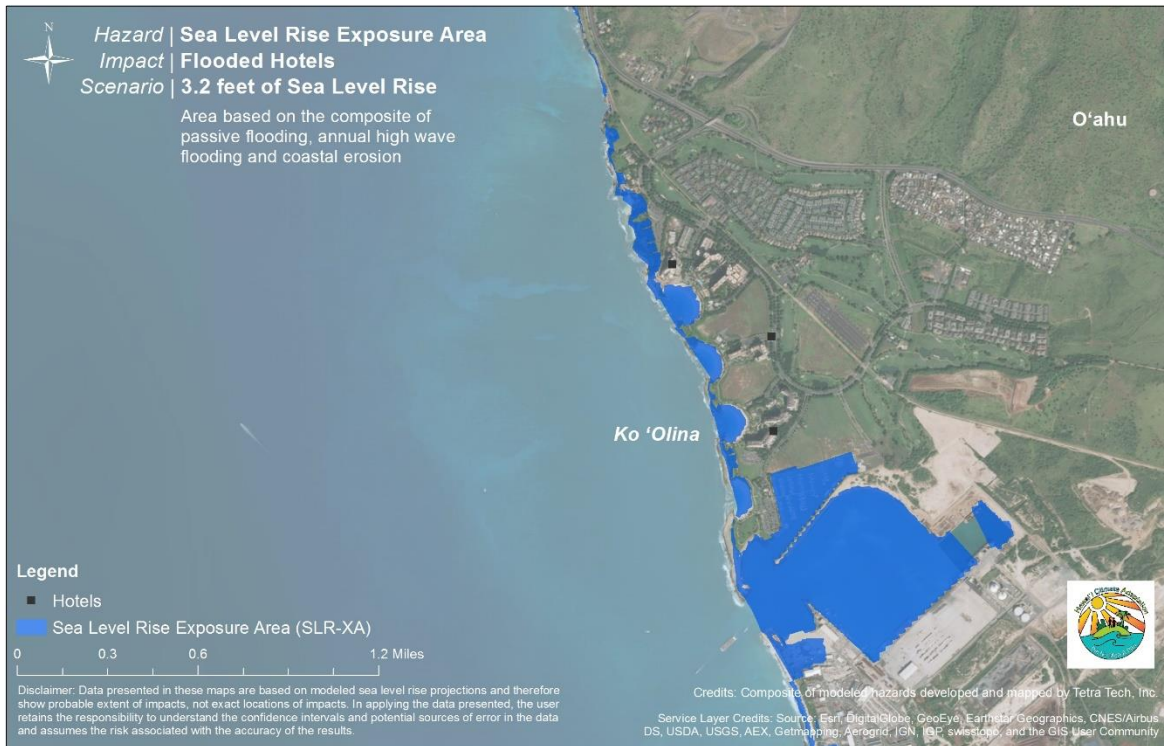 N
Hazard | Sea Level Rise Exposure Area
Impact | Flooded Hotels
Scenario | 3.2 feet of Sea Level Rise
Area based on the composite of
passive flooding, annual high wave
flooding and coastal erosion
O‘ahu
Ko ‘Olina
Legend
Hotels
Sea Level Rise Exposure Area (SLR-XA)
0 0.3 0.6 1.2 Miles
Disclaimer: Data presented in these maps are based on modeled sea level rise projections and therefore
show probable extent of impacts, not exact locations of impacts. In applying the data presented, the user
retains the responsibility to understand the confidence intervals and potential sources of error in the data
and assumes the risk associated with the accuracy of the results.
Hawai‘i Climate Adaptation
Credits: Composite of modeled hazards developed and mapped by Tetra Tech, Inc.
Service Layer Credits: Source: Esri, DigitalGlobe, GeoEye, Earthstar Geographics, CNES/Airbus
DS, USDA, USGS, AEX, Getmapping, Aerogrid, IGN, IGP, swisstopo, and the GIS User Community